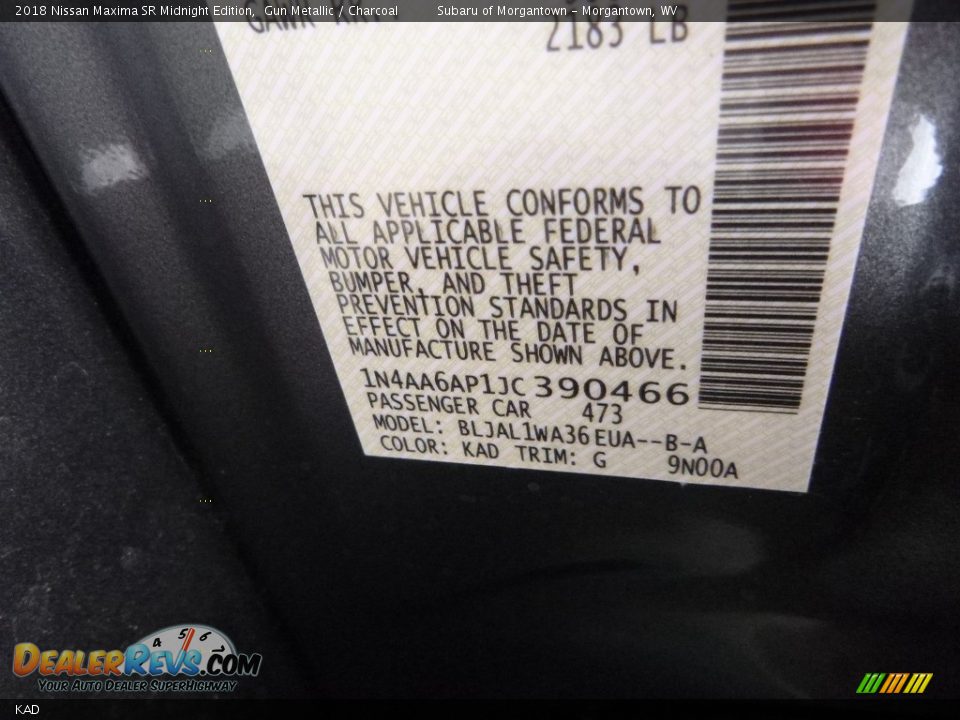 2018 Nissan Maxima SR Midnight Edition, Gun Metallic / Charcoal Subaru of Morgantown - Morgantown, WV
2183 LB
THIS VEHICLE CONFORMS TO
ALL APPLICABLE FEDERAL
MOTOR VEHICLE SAFETY,
BUMPER, AND THEFT
PREVENTION STANDARDS IN
EFFECT ON THE DATE OF
MANUFACTURE SHOWN ABOVE.
1N4AA6AP1JC390466
PASSENGER CAR 473
MODEL: BLJAL1WA36EUA--B-A
COLOR: KAD TRIM: G 9N00A
4 5 6
DealerRevs.com
Your Auto Dealer SuperHighway
KAD